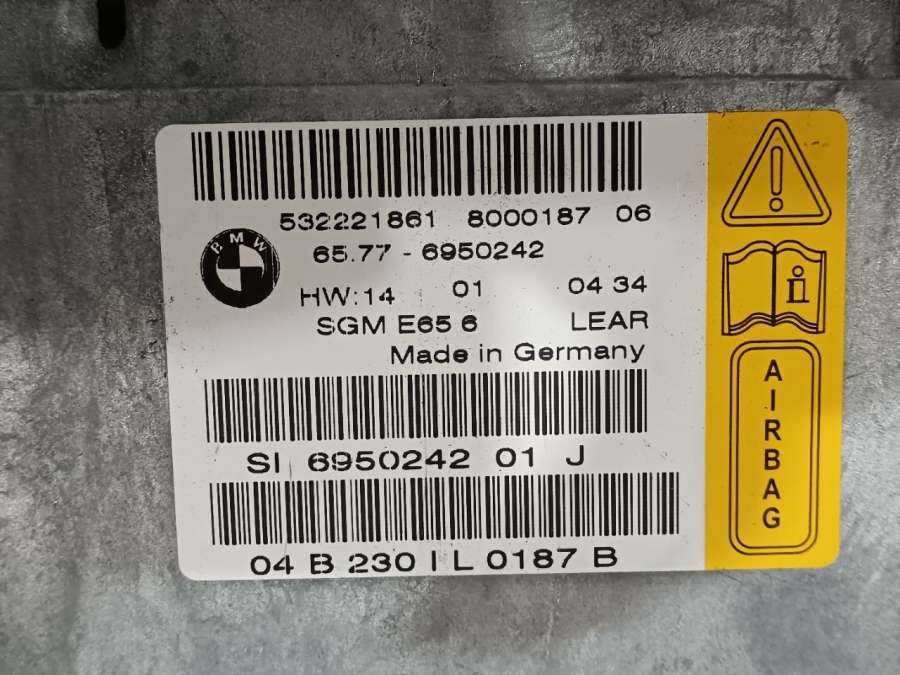 532221861 8000187 06
BMW
65.77 - 6950242
HW:14 01 04 34
SGM E65 6 LEAR
Made in Germany
SI 6950242 01 J
04 B 230 I L 0187 B
AIRBAG